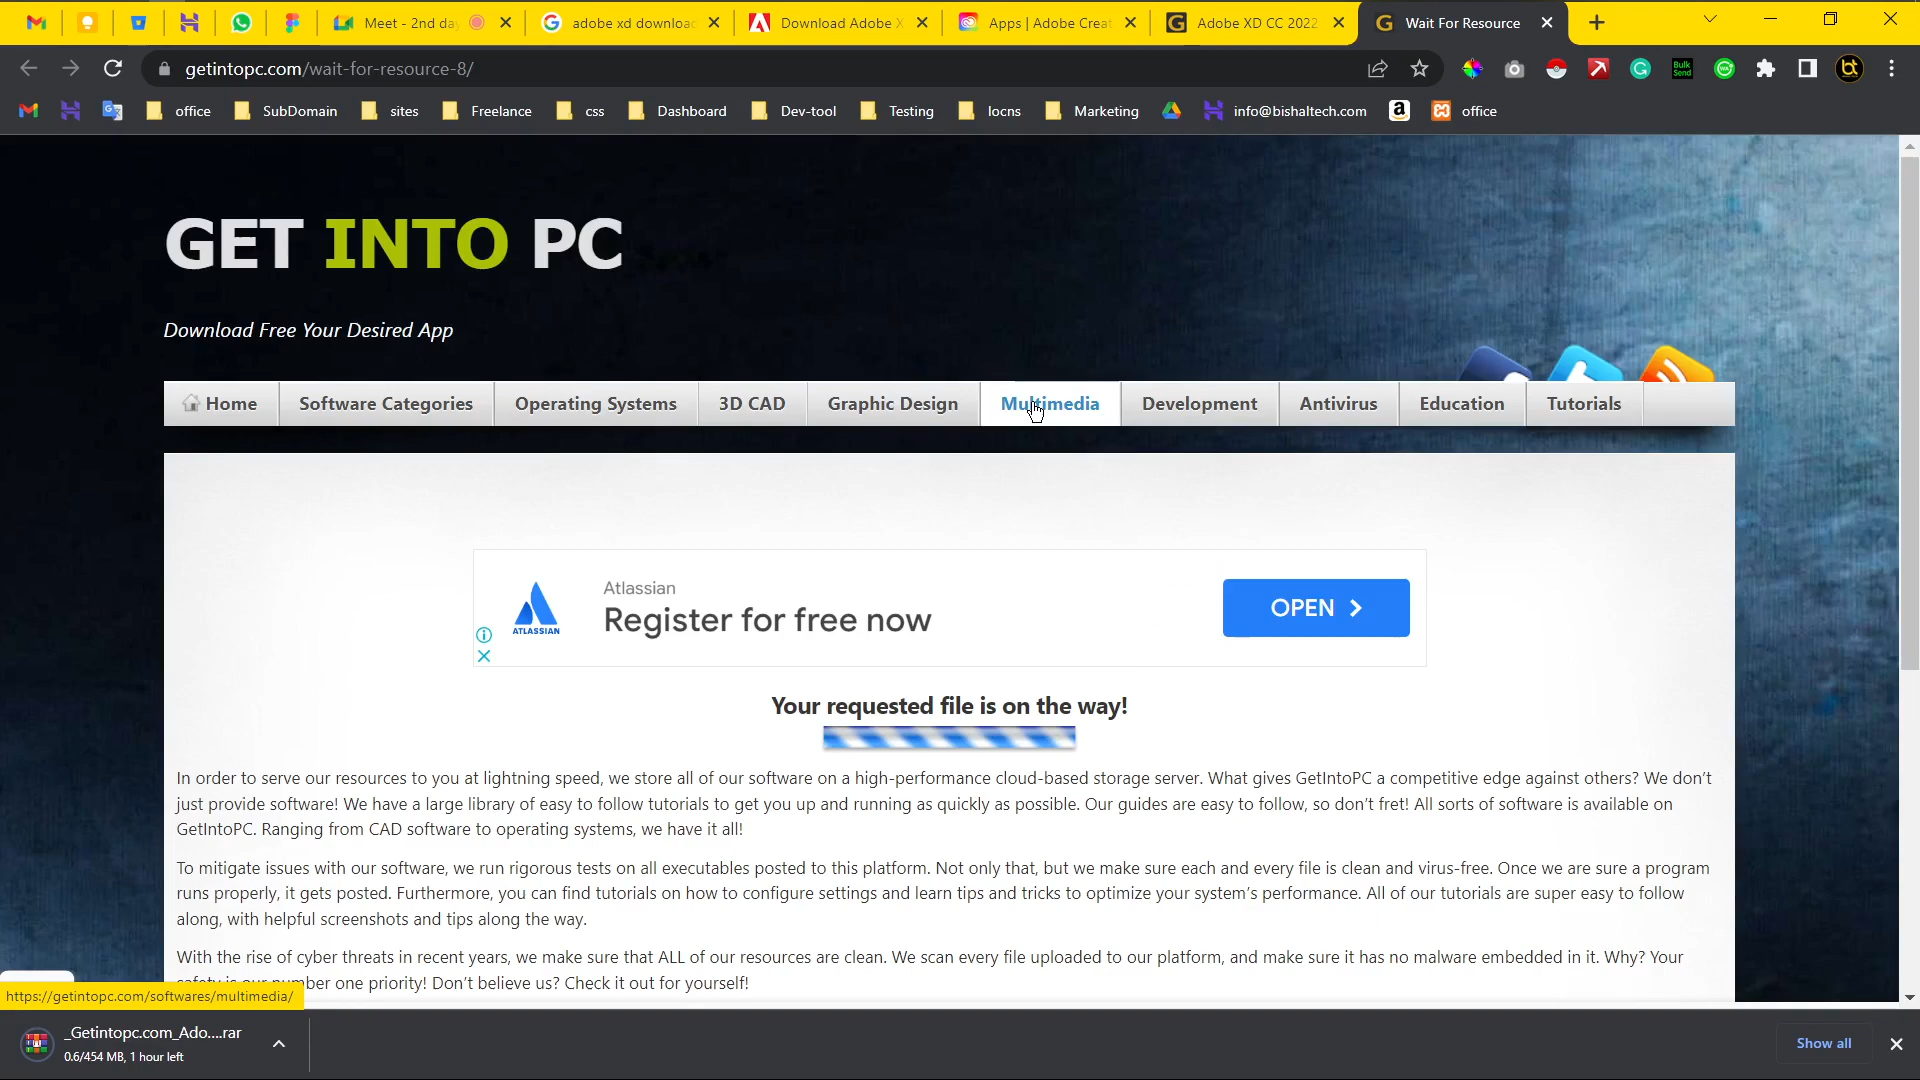 Meet - 2nd day
adobe xd download
Download Adobe X
Apps | Adobe Creat
Adobe XD CC 2022
Wait For Resource
getintopc.com/wait-for-resource-8/
Bulk Send
bt
office
SubDomain
sites
Freelance
css
Dashboard
Dev-tool
Testing
locns
Marketing
info@bishaltech.com
office
GET INTO PC
Download Free Your Desired App
Home
Software Categories
Operating Systems
3D CAD
Graphic Design
Multimedia
Development
Antivirus
Education
Tutorials
Atlassian
Register for free now
ATLASSIAN
OPEN
Your requested file is on the way!
In order to serve our resources to you at lightning speed, we store all of our software on a high-performance cloud-based storage server. What gives GetIntoPC a competitive edge against others? We don't
just provide software! We have a large library of easy to follow tutorials to get you up and running as quickly as possible. Our guides are easy to follow, so don't fret! All sorts of software is available on
GetIntoPC. Ranging from CAD software to operating systems, we have it all!
To mitigate issues with our software, we run rigorous tests on all executables posted to this platform. Not only that, but we make sure each and every file is clean and virus-free. Once we are sure a program
runs properly, it gets posted. Furthermore, you can find tutorials on how to configure settings and learn tips and tricks to optimize your system's performance. All of our tutorials are super easy to follow
along, with helpful screenshots and tips along the way.
With the rise of cyber threats in recent years, we make sure that ALL of our resources are clean. We scan every file uploaded to our platform, and make sure it has no malware embedded in it. Why? Your
safety is our number one priority! Don't believe us? Check it out for yourself!
https://getintopc.com/softwares/multimedia/
_Getintopc.com_Ado....rar
0.6/454 MB, 1 hour left
Show all